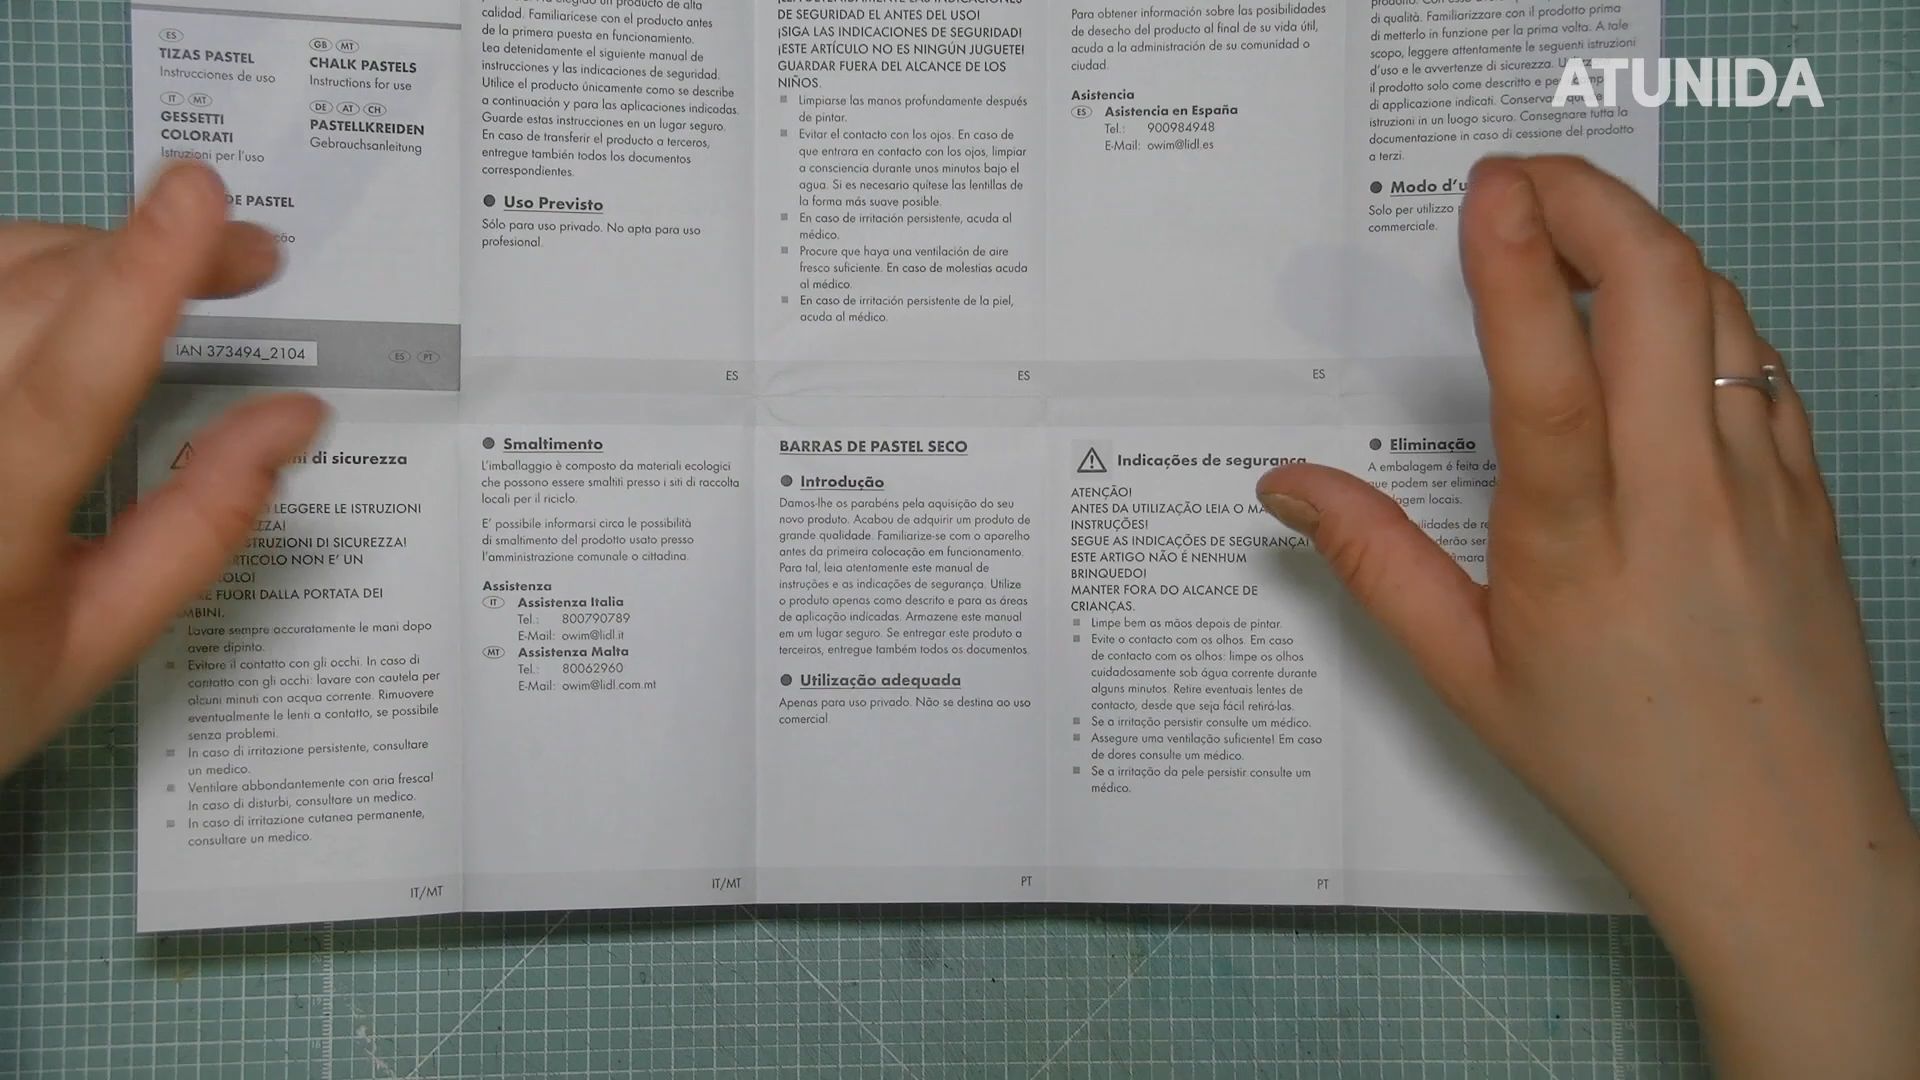 ATUNIDA
ES
TIZAS PASTEL
Instrucciones de uso
IT MT
GESSETTI
COLORATI
Istruzioni per l'uso
DE PASTEL
GB MT
CHALK PASTELS
Instructions for use
DE AT CH
PASTELLKREIDEN
Gebrauchsanleitung
IAN 373494_2104
ES PT
calidad. Familiarícese con el producto antes
de la primera puesta en funcionamiento.
Lea detenidamente el siguiente manual de
instrucciones y las indicaciones de seguridad.
Utilice el producto únicamente como se describe
a continuación y para las aplicaciones indicadas.
Guarde estas instrucciones en un lugar seguro.
En caso de transferir el producto a terceros,
entregue también todos los documentos
correspondientes.
Uso Previsto
Sólo para uso privado. No apta para uso
profesional.
ES
DE SEGURIDAD EL ANTES DEL USO!
¡SIGA LAS INDICACIONES DE SEGURIDAD!
¡ESTE ARTÍCULO NO ES NINGÚN JUGUETE!
GUARDAR FUERA DEL ALCANCE DE LOS
NIÑOS.
Limpiarse las manos profundamente después
de pintar.
Evitar el contacto con los ojos. En caso de
que entrara en contacto con los ojos, limpiar
a consciencia durante unos minutos bajo el
agua. Si es necesario quítese las lentillas de
la forma más suave posible.
En caso de irritación persistente, acuda al
médico.
Procure que haya una ventilación de aire
fresco suficiente. En caso de molestias acuda
al médico.
En caso de irritación persistente de la piel,
acuda al médico.
ES
Para obtener información sobre las posibilidades
de desecho del producto al final de su vida útil,
acuda a la administración de su comunidad o
ciudad.
Asistencia
ES Asistencia en España
Tel.: 900984948
E-Mail: owim@lidl.es
ES
di qualità. Familiarizzare con il prodotto prima
di metterlo in funzione per la prima volta. A tale
scopo, leggere attentamente le seguenti istruzioni
d'uso e le avvertenze di sicurezza.
il prodotto solo come descritto e per
di applicazione indicati. Conservare queste
istruzioni in un luogo sicuro. Consegnare tutta la
documentazione in caso di cessione del prodotto
a terzi.
Modo d'u
Solo per utilizzo
commerciale.
di sicurezza
LEGGERE LE ISTRUZIONI
ZZA!
STRUZIONI DI SICUREZZA!
RTICOLO NON E' UN
OLO!
FUORI DALLA PORTATA DEI
MBINI.
Lavare sempre accuratamente le mani dopo
avere dipinto.
Evitare il contatto con gli occhi. In caso di
contatto con gli occhi: lavare con cautela per
alcuni minuti con acqua corrente. Rimuovere
eventualmente le lenti a contatto, se possibile
senza problemi.
In caso di irritazione persistente, consultare
un medico.
Ventilare abbondantemente con aria fresca!
In caso di disturbi, consultare un medico.
In caso di irritazione cutanea permanente,
consultare un medico.
IT/MT
Smaltimento
L'imballaggio è composto da materiali ecologici
che possono essere smaltiti presso i siti di raccolta
locali per il riciclo.
E' possibile informarsi circa le possibilità
di smaltimento del prodotto usato presso
l'amministrazione comunale o cittadina.
Assistenza
IT Assistenza Italia
Tel.: 800790789
E-Mail: owim@lidl.it
MT Assistenza Malta
Tel.: 80062960
E-Mail: owim@lidl.com.mt
IT/MT
BARRAS DE PASTEL SECO
Introdução
Damos-lhe os parabéns pela aquisição do seu
novo produto. Acabou de adquirir um produto de
grande qualidade. Familiarize-se com o aparelho
antes da primeira colocação em funcionamento.
Para tal, leia atentamente este manual de
instruções e as indicações de segurança. Utilize
o produto apenas como descrito e para as áreas
de aplicação indicadas. Armazene este manual
em um lugar seguro. Se entregar este produto a
terceiros, entregue também todos os documentos.
Utilização adequada
Apenas para uso privado. Não se destina ao uso
comercial.
PT
Indicações de segurança
ATENÇÃO!
ANTES DA UTILIZAÇÃO LEIA O MA
INSTRUÇÕES!
SEGUE AS INDICAÇÕES DE SEGURANÇA!
ESTE ARTIGO NÃO É NENHUM
BRINQUEDO!
MANTER FORA DO ALCANCE DE
CRIANÇAS.
Limpe bem as mãos depois de pintar.
Evite o contacto com os olhos. Em caso
de contacto com os olhos: limpe os olhos
cuidadosamente sob água corrente durante
alguns minutos. Retire eventuais lentes de
contacto, desde que seja fácil retirá-las.
Se a irritação persistir consulte um médico.
Assegure uma ventilação suficiente! Em caso
de dores consulte um médico.
Se a irritação da pele persistir consulte um
médico.
PT
Eliminação
A embalagem é feita de
que podem ser eliminad
lagem locais.
ilidades de re
derão ser